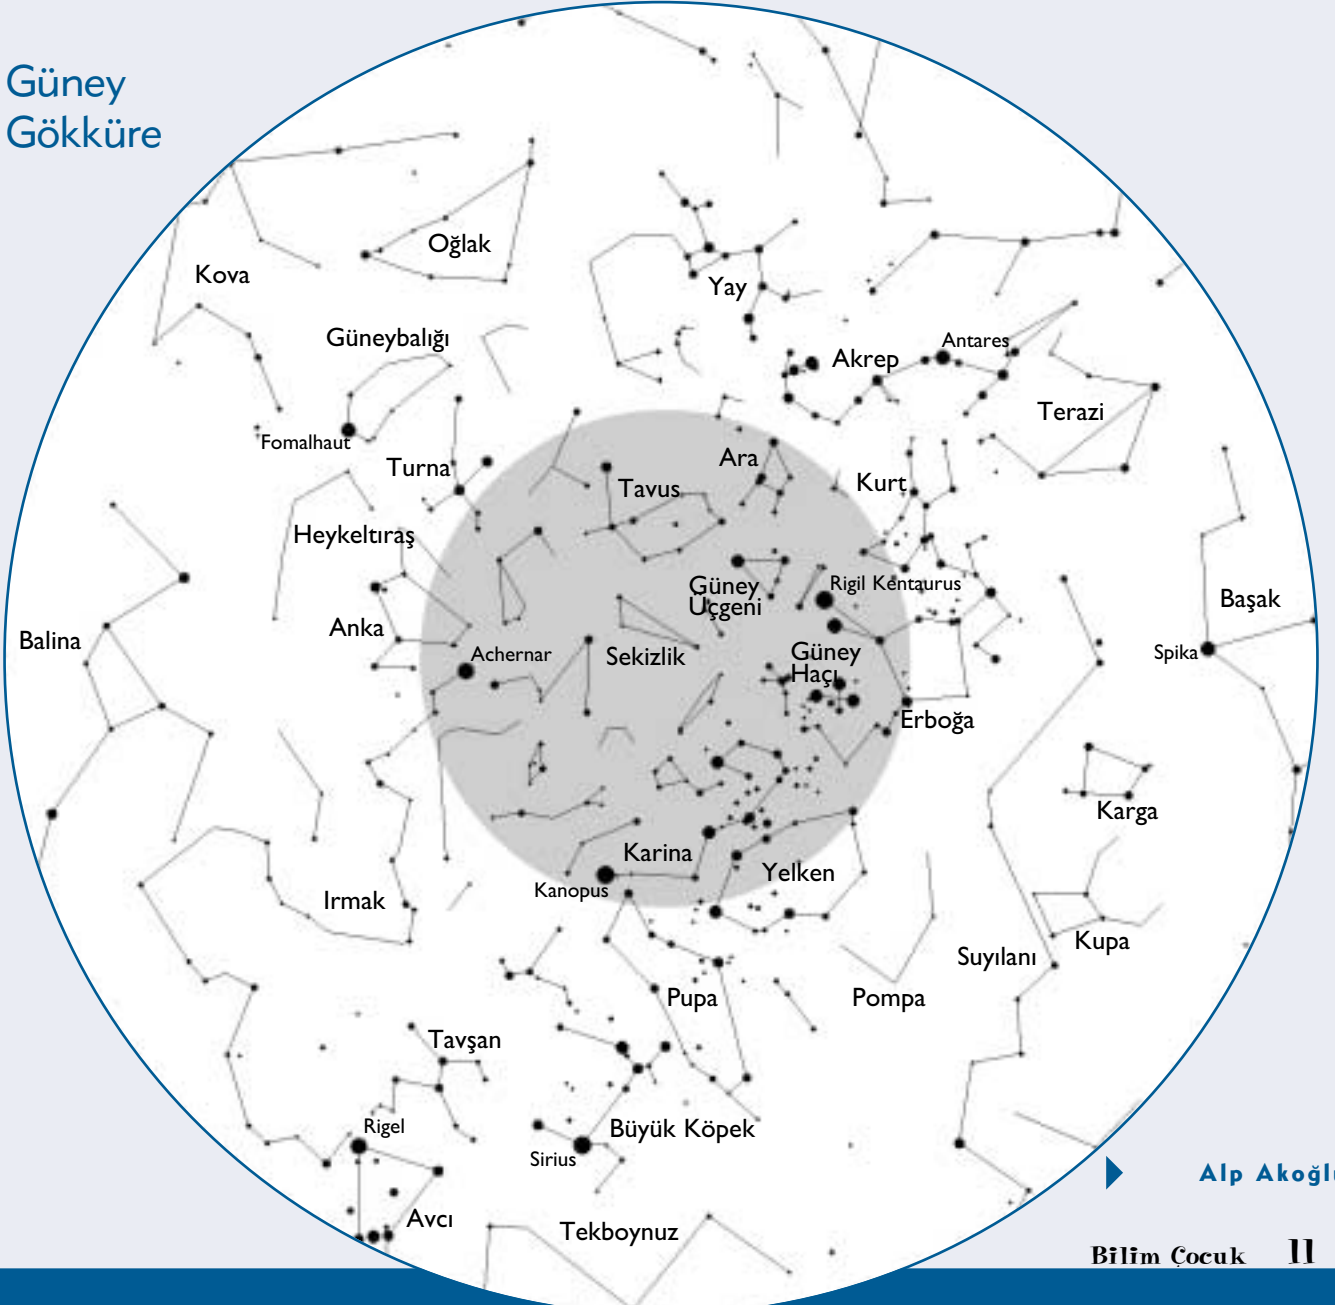 Güney
Gökküre
Oğlak
Kova
Yay
Güneybalığı
Antares
Akrep
Terazi
Fomalhaut
Turna
Ara
Kurt
Tavus
Heykeltıraş
Güney
Üçgeni
Rigil Kentaurus
Başak
Anka
Balina
Achernar
Sekizlik
Güney
Haçı
Spika
Erboğa
Karga
Karina
Yelken
Kanopus
Irmak
Kupa
Suyılanı
Pupa
Pompa
Tavşan
Rigel
Büyük Köpek
Sirius
Alp Akoğlu
Avcı
Tekboynuz
Bilim Çocuk 11